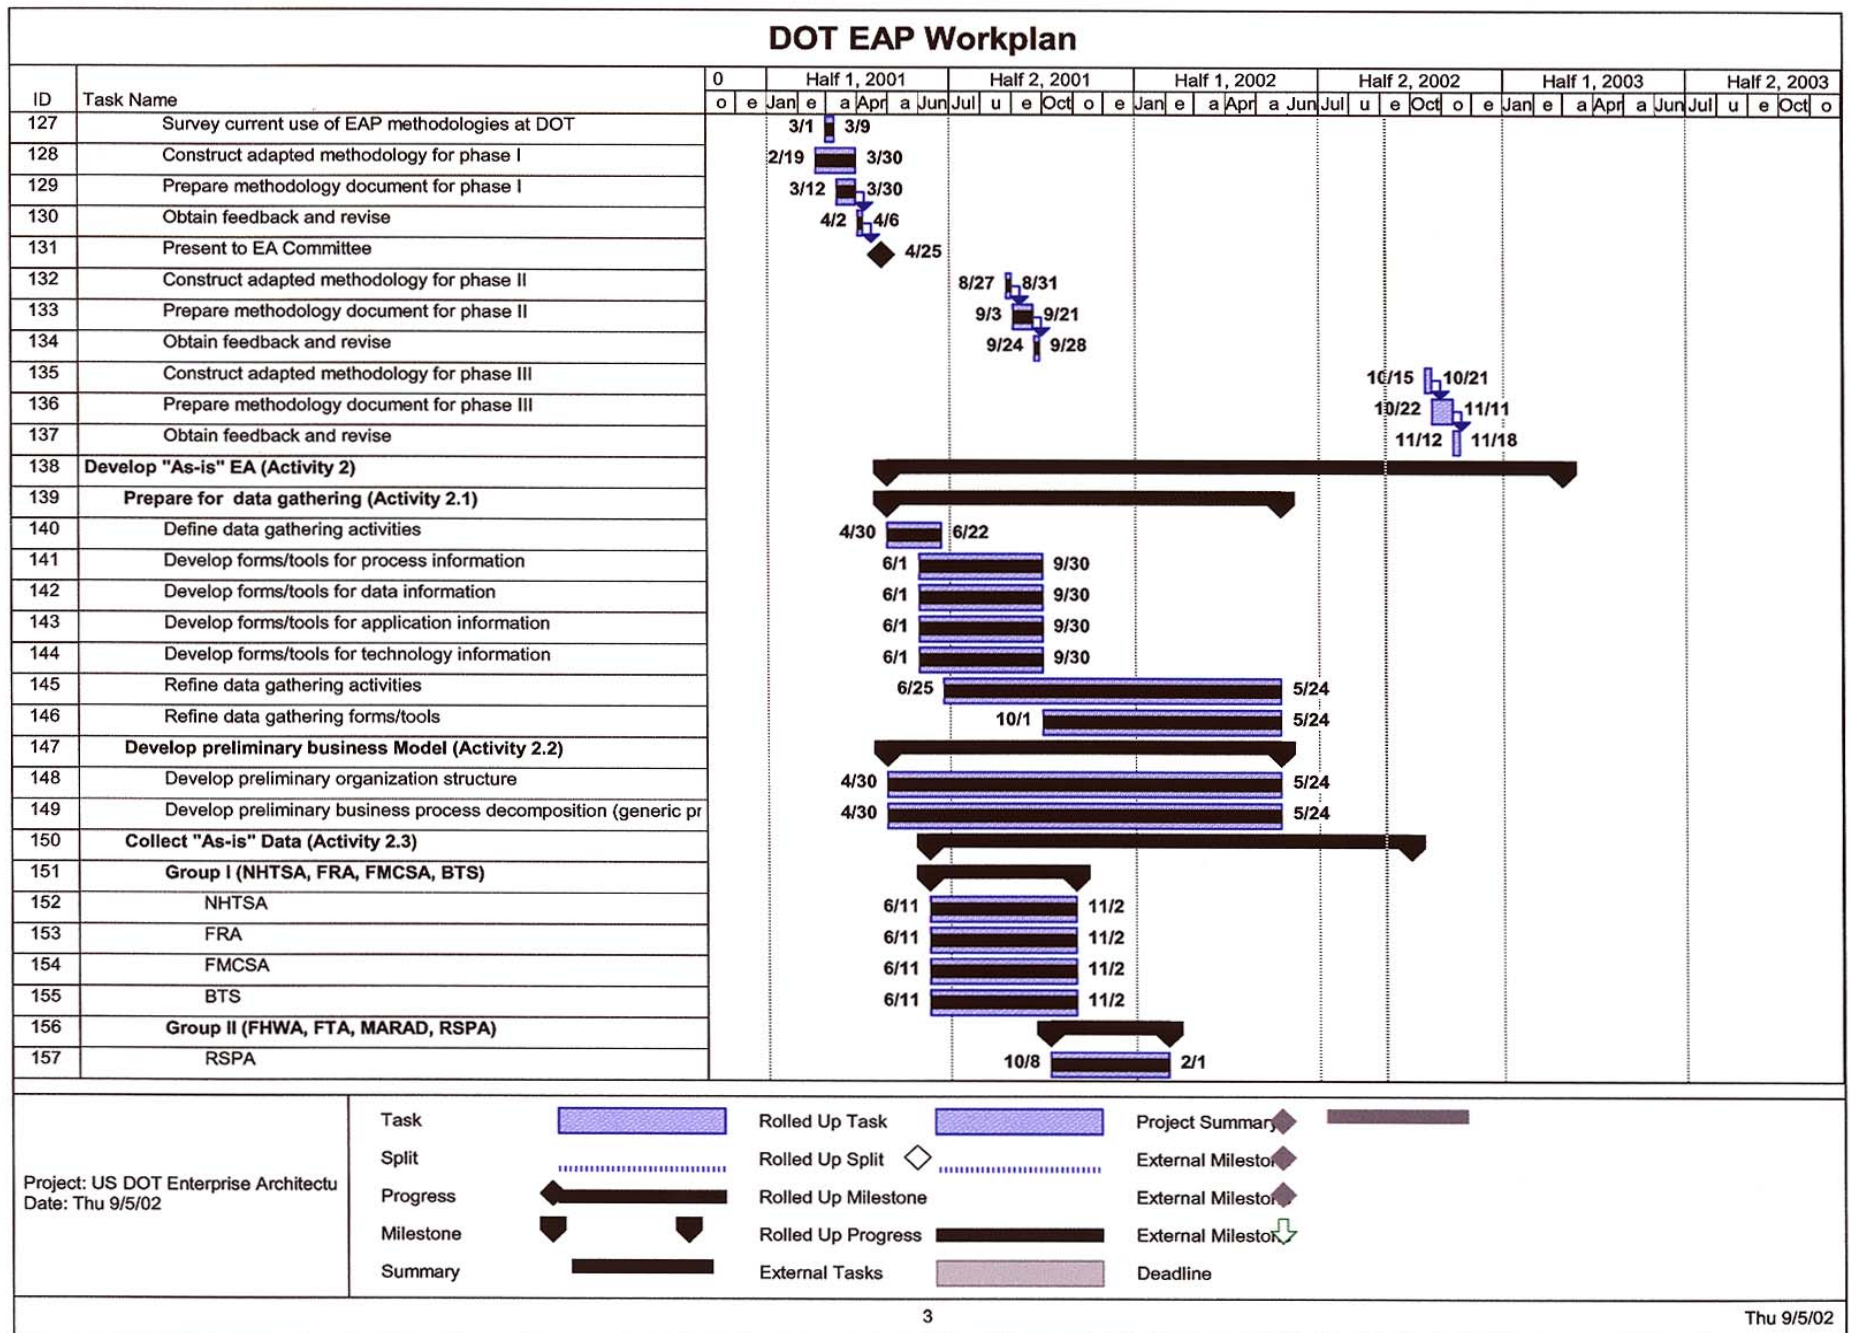 DOT EAP Workplan
0 Half 1, 2001 Half 2, 2001 Half 1, 2002 Half 2, 2002 Half 1, 2003 Half 2, 2003
ID Task Name o e Jan e a Apr a Jun Jul u e Oct o e Jan e a Apr a Jun Jul u e Oct o e Jan e a Apr a Jun Jul u e Oct o
127 Survey current use of EAP methodologies at DOT 3/1 3/9
128 Construct adapted methodology for phase I 2/19 3/30
129 Prepare methodology document for phase I 3/12 3/30
130 Obtain feedback and revise 4/2 4/6
131 Present to EA Committee 4/25
132 Construct adapted methodology for phase II 8/27 8/31
133 Prepare methodology document for phase II 9/3 9/21
134 Obtain feedback and revise 9/24 9/28
135 Construct adapted methodology for phase III 10/15 10/21
136 Prepare methodology document for phase III 10/22 11/11
137 Obtain feedback and revise 11/12 11/18
138 Develop "As-is" EA (Activity 2)
139 Prepare for data gathering (Activity 2.1)
140 Define data gathering activities 4/30 6/22
141 Develop forms/tools for process information 6/1 9/30
142 Develop forms/tools for data information 6/1 9/30
143 Develop forms/tools for application information 6/1 9/30
144 Develop forms/tools for technology information 6/1 9/30
145 Refine data gathering activities 6/25 5/24
146 Refine data gathering forms/tools 10/1 5/24
147 Develop preliminary business Model (Activity 2.2)
148 Develop preliminary organization structure 4/30 5/24
149 Develop preliminary business process decomposition (generic pr 4/30 5/24
150 Collect "As-is" Data (Activity 2.3)
151 Group I (NHTSA, FRA, FMCSA, BTS)
152 NHTSA 6/11 11/2
153 FRA 6/11 11/2
154 FMCSA 6/11 11/2
155 BTS 6/11 11/2
156 Group II (FHWA, FTA, MARAD, RSPA)
157 RSPA 10/8 2/1
Project: US DOT Enterprise Architectu
Date: Thu 9/5/02
Task Rolled Up Task Project Summary
Split Rolled Up Split External Mileston
Progress Rolled Up Milestone External Mileston
Milestone Rolled Up Progress External Mileston
Summary External Tasks Deadline
3 Thu 9/5/02